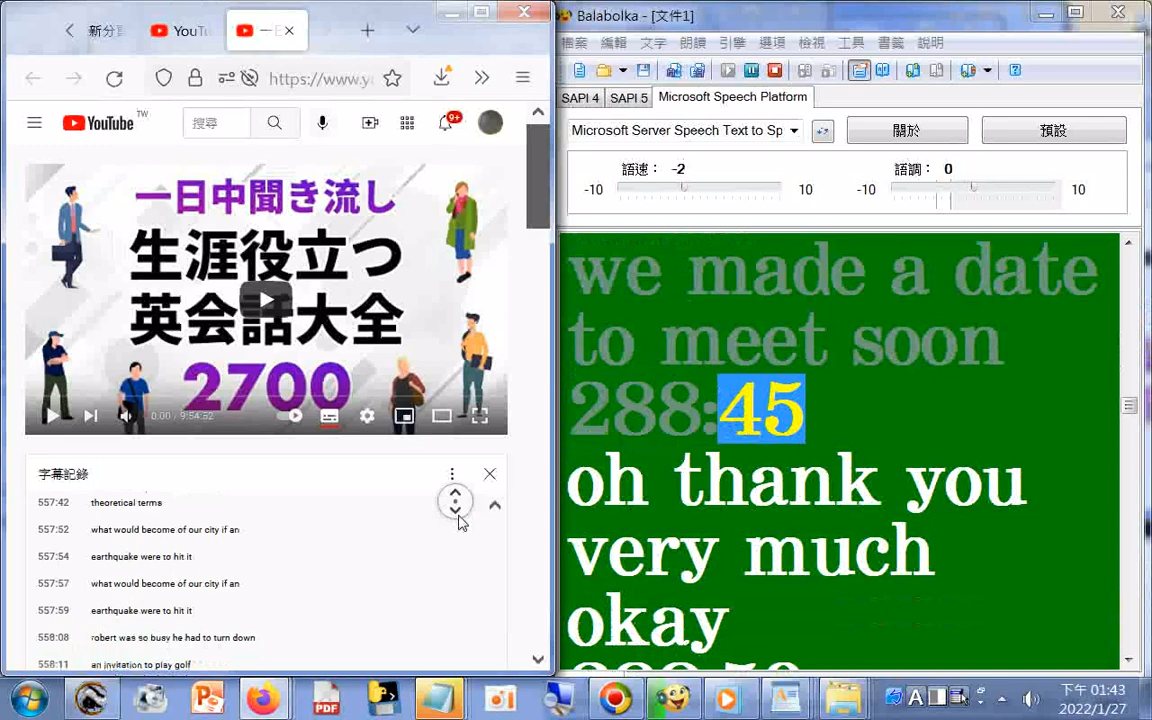 新分
YouTu
https://www.y
YouTube TW
搜尋
9+
一日中聞き流し
生涯役立つ
英会話大全
2700
0:00 / 9:54:32
字幕記錄
557:42 theoretical terms
557:52 what would become of our city if an
557:54 earthquake were to hit it
557:57 what would become of our city if an
557:59 earthquake were to hit it
558:08 robert was so busy he had to turn down
558:11 an invitation to play golf
Balabolka - [文件1]
檔案 編輯 文字 朗讀 引擎 選項 檢視 工具 書籤 說明
SAPI 4 SAPI 5 Microsoft Speech Platform
Microsoft Server Speech Text to Sp
關於 預設
語速： -2 語調： 0
-10 10 -10 10
we made a date
to meet soon
288:45
oh thank you
very much
okay
PDF
A
下午 01:43
2022/1/27